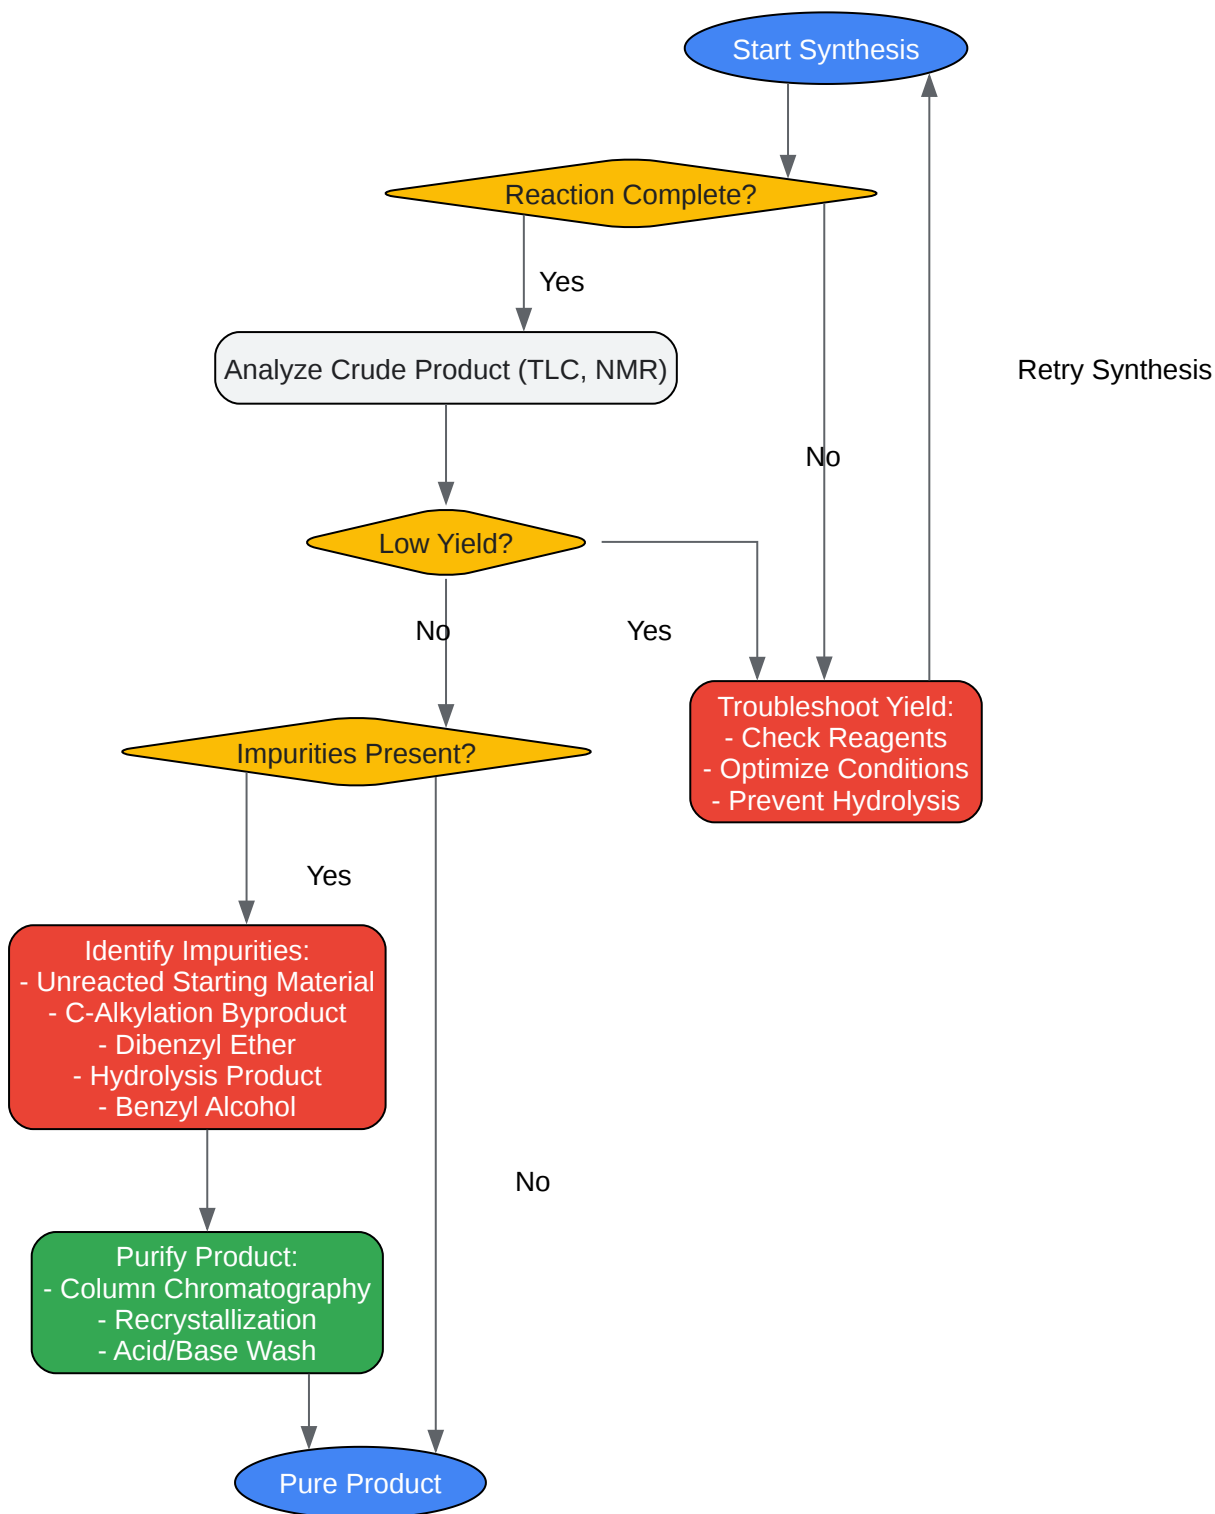 Start Synthesis
Reaction Complete?
Yes
Analyze Crude Product (TLC, NMR)
Retry Synthesis
No
Low Yield?
No
Yes
Troubleshoot Yield:
- Check Reagents
- Optimize Conditions
- Prevent Hydrolysis
Impurities Present?
Yes
Identify Impurities:
- Unreacted Starting Material
- C-Alkylation Byproduct
- Dibenzyl Ether
- Hydrolysis Product
- Benzyl Alcohol
No
Purify Product:
- Column Chromatography
- Recrystallization
- Acid/Base Wash
Pure Product